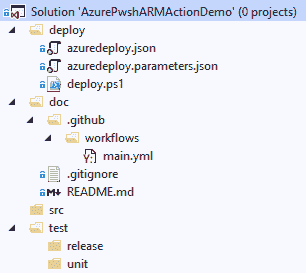 Solution 'AzurePwshARMActionDemo' (0 projects)
deploy
azuredeploy.json
azuredeploy.parameters.json
deploy.ps1
doc
.github
workflows
main.yml
.gitignore
README.md
src
test
release
unit